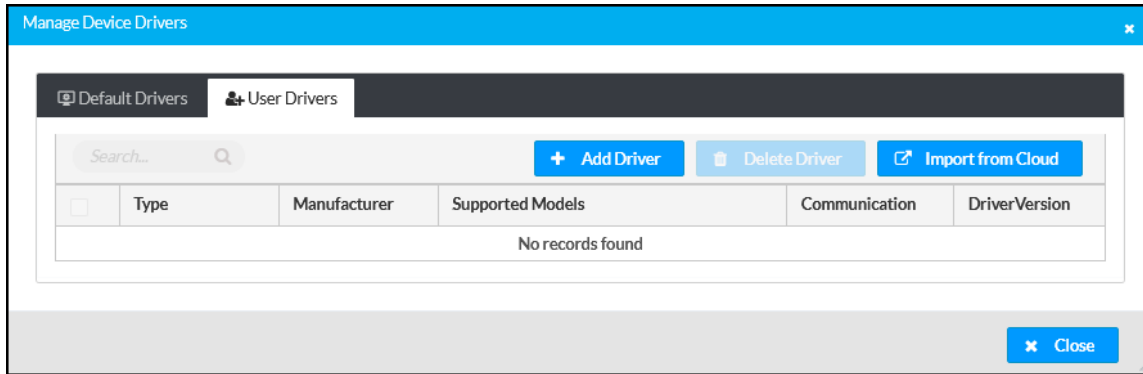 Manage Device Drivers
Default Drivers User Drivers
Search... Add Driver Delete Driver Import from Cloud
Type Manufacturer Supported Models Communication DriverVersion
No records found
Close